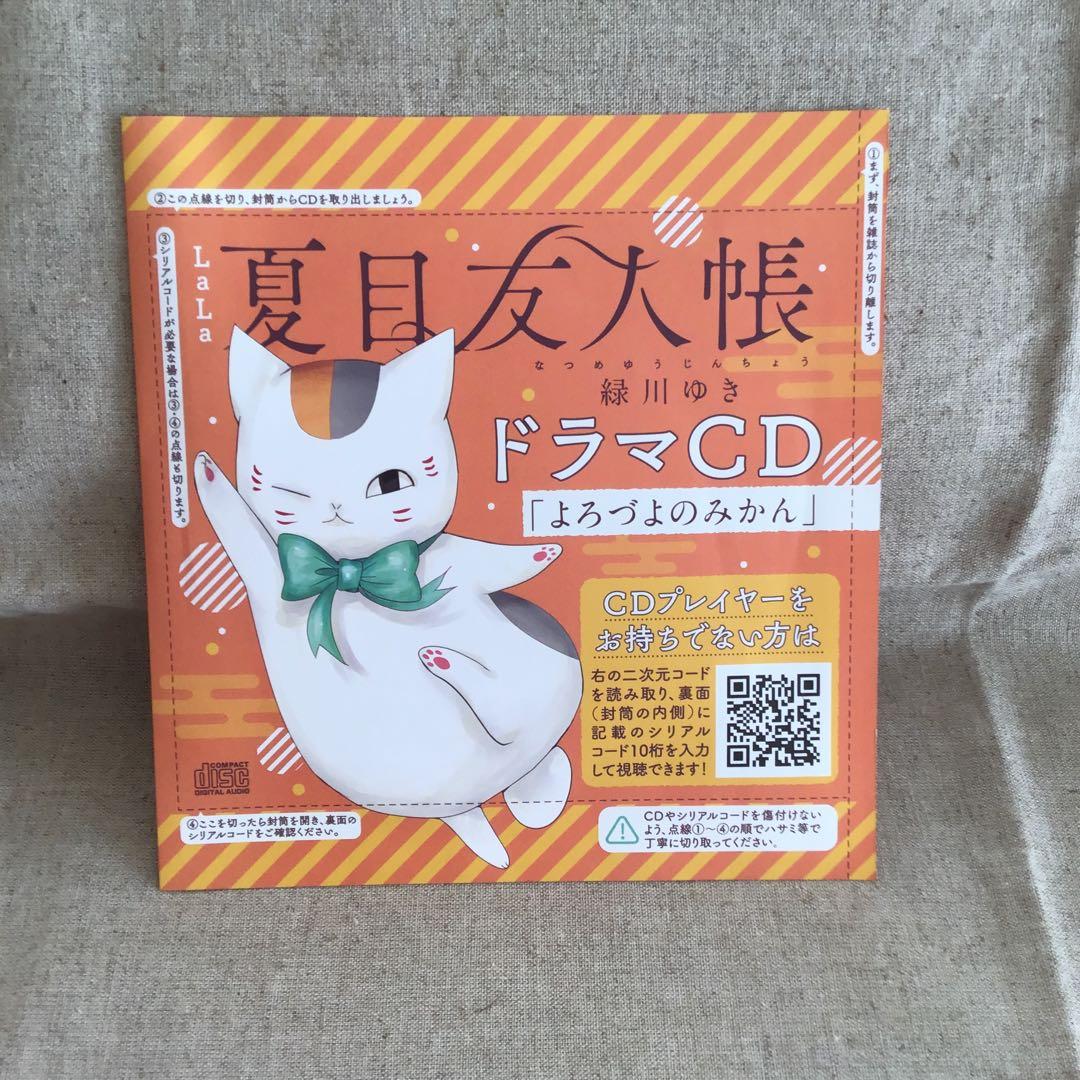 ①まず、封筒を雑誌から切り離します。
②この点線を切り、封筒からCDを取り出しましょう。
③シリアルコードが必要な場合は③・④の点線も切ります。
LaLa
夏目友人帳
なつめゆうじんちょう
緑川ゆき
ドラマCD
「よろづよのみかん」
CDプレイヤーを
お持ちでない方は
右の二次元コード
を読み取り、裏面
(封筒の内側)に
記載のシリアル
コード10桁を入力
して視聴できます!
COMPACT
disc
DIGITAL AUDIO
④ここを切ったら封筒を開き、裏面の
シリアルコードをご確認ください。
CDやシリアルコードを傷付けない
よう、点線①～④の順でハサミ等で
丁寧に切り取ってください。